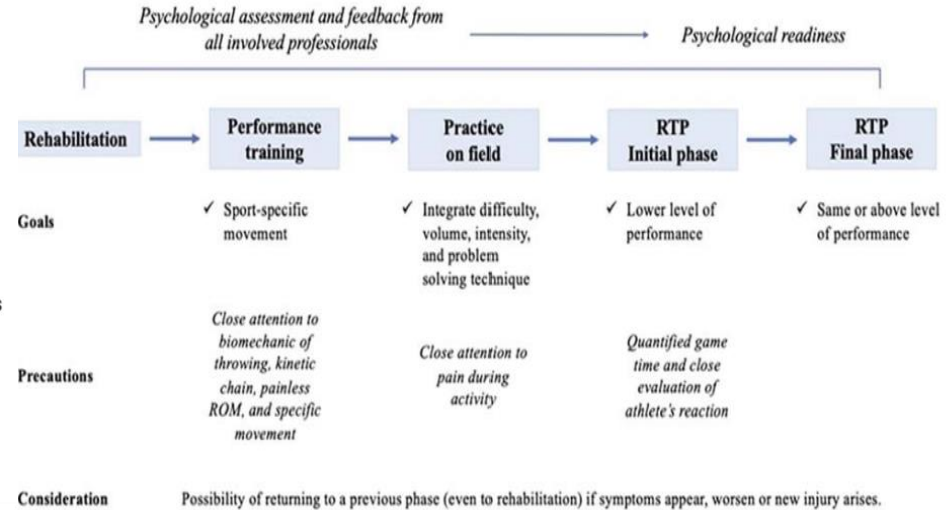 Psychological assessment and feedback from
all involved professionals
Psychological readiness
Rehabilitation
Performance
training
Practice
on field
RTP
Initial phase
RTP
Final phase
Goals
✓ Sport-specific
movement
✓ Integrate difficulty,
volume, intensity,
and problem
solving technique
✓ Lower level of
performance
✓ Same or above level
of performance
s
Precautions
Close attention to
biomechanic of
throwing, kinetic
chain, painless
ROM, and specific
movement
Close attention to
pain during
activity
Quantified game
time and close
evaluation of
athlete's reaction
Consideration
Possibility of returning to a previous phase (even to rehabilitation) if symptoms appear, worsen or new injury arises.